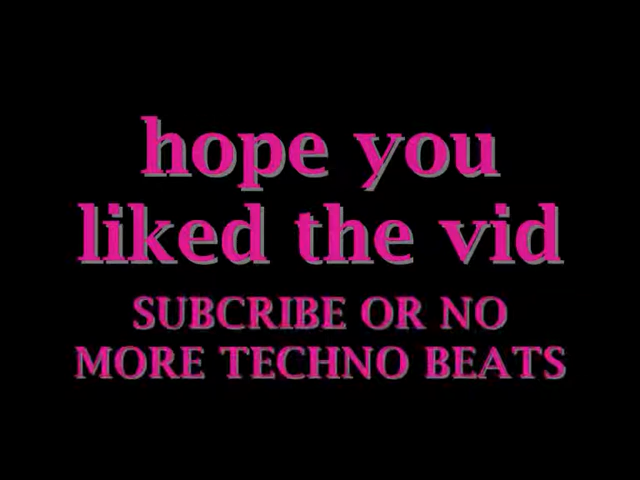 hope you
liked the vid
SUBCRIBE OR NO
MORE TECHNO BEATS